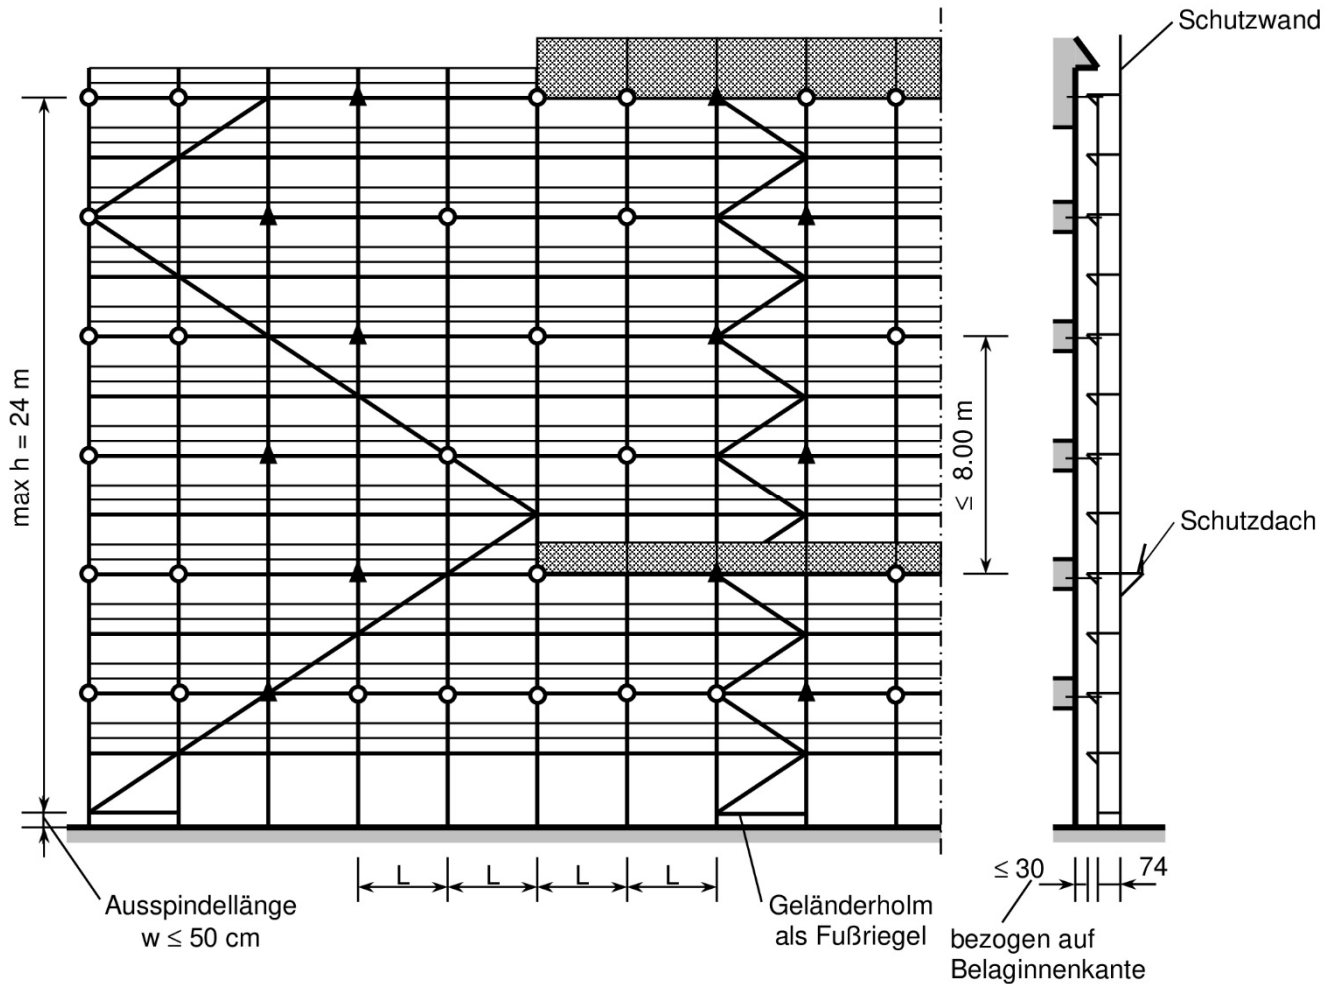 Schutzwand
max h = 24 m
≤ 8.00 m
Schutzdach
L
L
L
L
≤ 30
74
Ausspindellänge
w ≤ 50 cm
Geländerholm
als Fußriegel
bezogen auf
Belaginnenkante